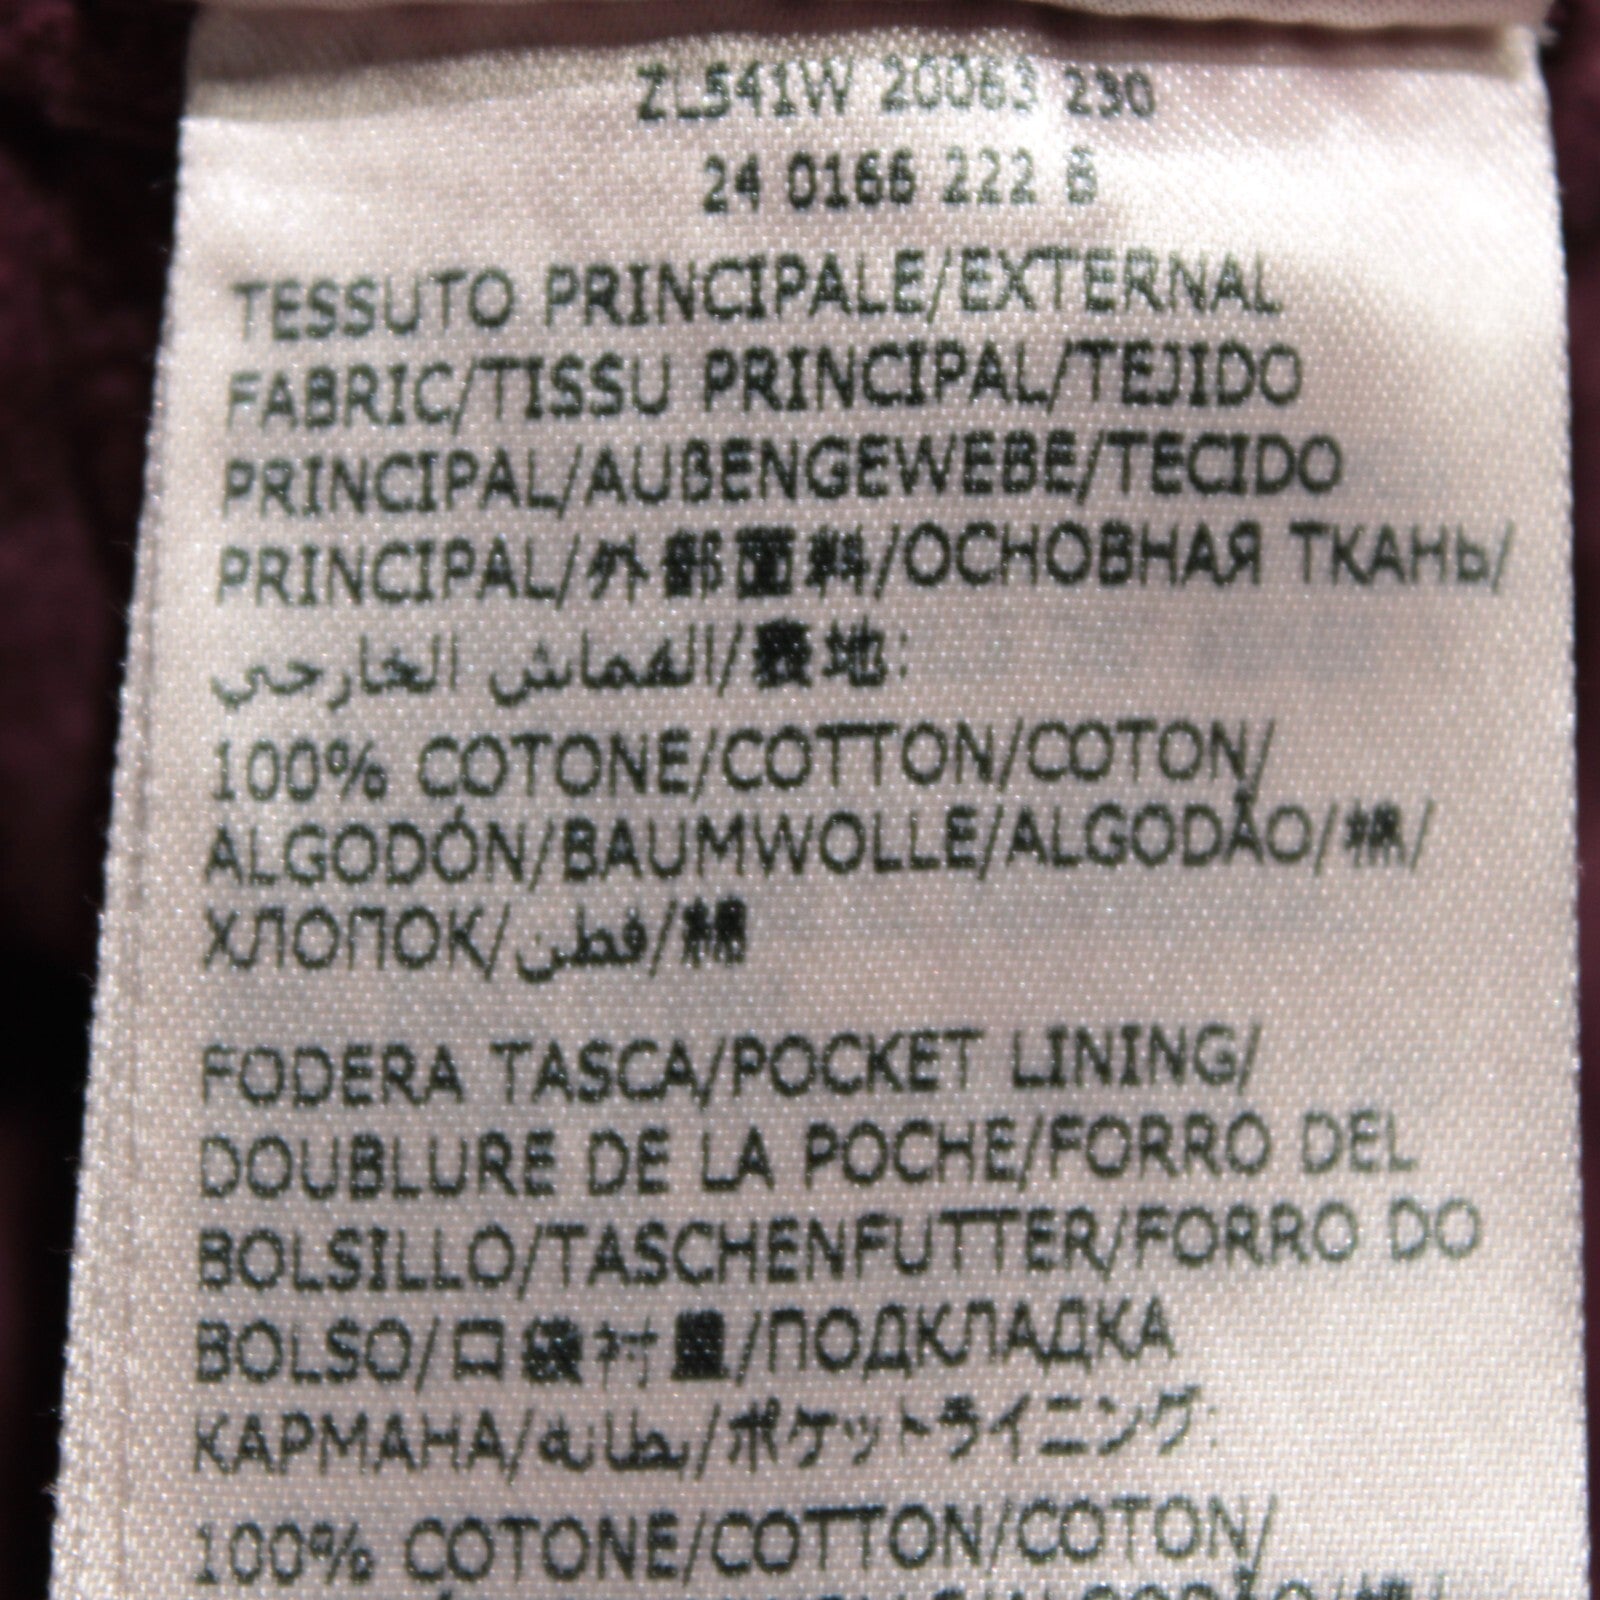 ZL541W 20063 230
24 0166 222 6
TESSUTO PRINCIPALE/EXTERNAL
FABRIC/TISSU PRINCIPAL/TEJIDO
PRINCIPAL/AUßENGEWEBE/TECIDO
PRINCIPAL/外部面料/ОСНОВНАЯ ТКАНЬ/
القماش الخارجي/表地:
100% COTONE/COTTON/COTON/
ALGODÓN/BAUMWOLLE/ALGODÃO/棉/
ХЛОПОК/قطن/綿
FODERA TASCA/POCKET LINING/
DOUBLURE DE LA POCHE/FORRO DEL
BOLSILLO/TASCHENFUTTER/FORRO DO
BOLSO/口袋衬里/ПОДКЛАДКА
КАРМАНА/بطانة/ポケットライニング:
100% COTONE/COTTON/COTON/